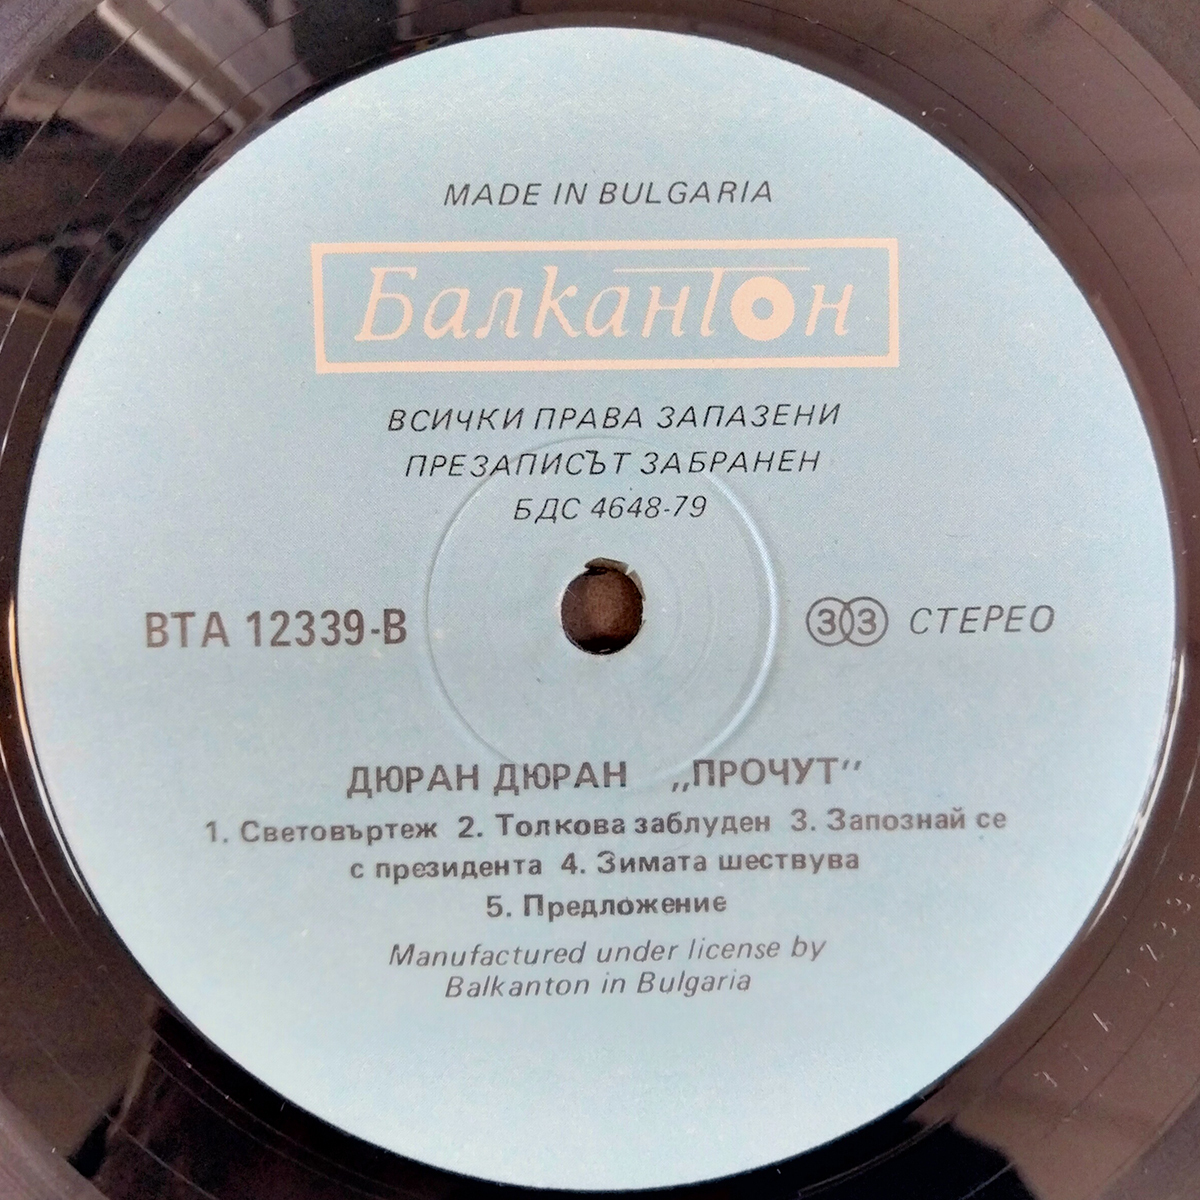 MADE IN BULGARIA
Балкантон
ВСИЧКИ ПРАВА ЗАПАЗЕНИ
ПРЕЗАПИСЪТ ЗАБРАНЕН
БДС 4648-79
ВТА 12339-В
33 СТЕРЕО
ДЮРАН ДЮРАН „ПРОЧУТ"
1. Световъртеж 2. Толкова заблуден 3. Запознай се
с президента 4. Зимата шествува
5. Предложение
Manufactured under license by
Balkanton in Bulgaria